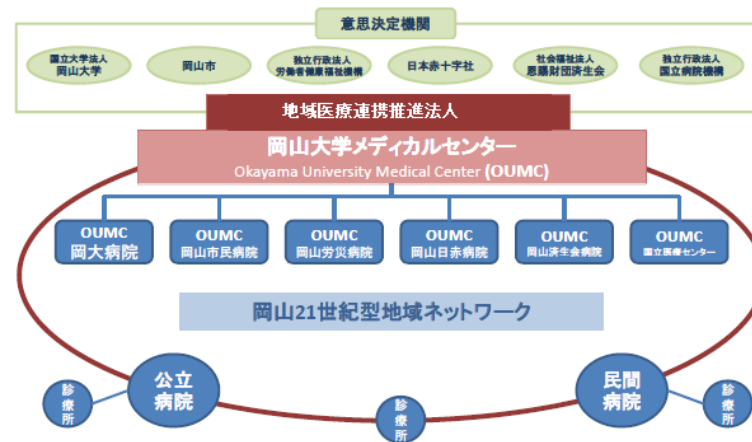 意思決定機関
国立大学法人
岡山大学
岡山市
独立行政法人
労働者健康福祉機構
日本赤十字社
社会福祉法人
恩賜財団済生会
独立行政法人
国立病院機構
地域医療連携推進法人
岡山大学メディカルセンター
Okayama University Medical Center (OUMC)
OUMC
岡大病院
OUMC
岡山市民病院
OUMC
岡山労災病院
OUMC
岡山日赤病院
OUMC
岡山済生会病院
OUMC
国立医療センター
岡山21世紀型地域ネットワーク
公立
病院
民間
病院
診療所
診療所
診療所